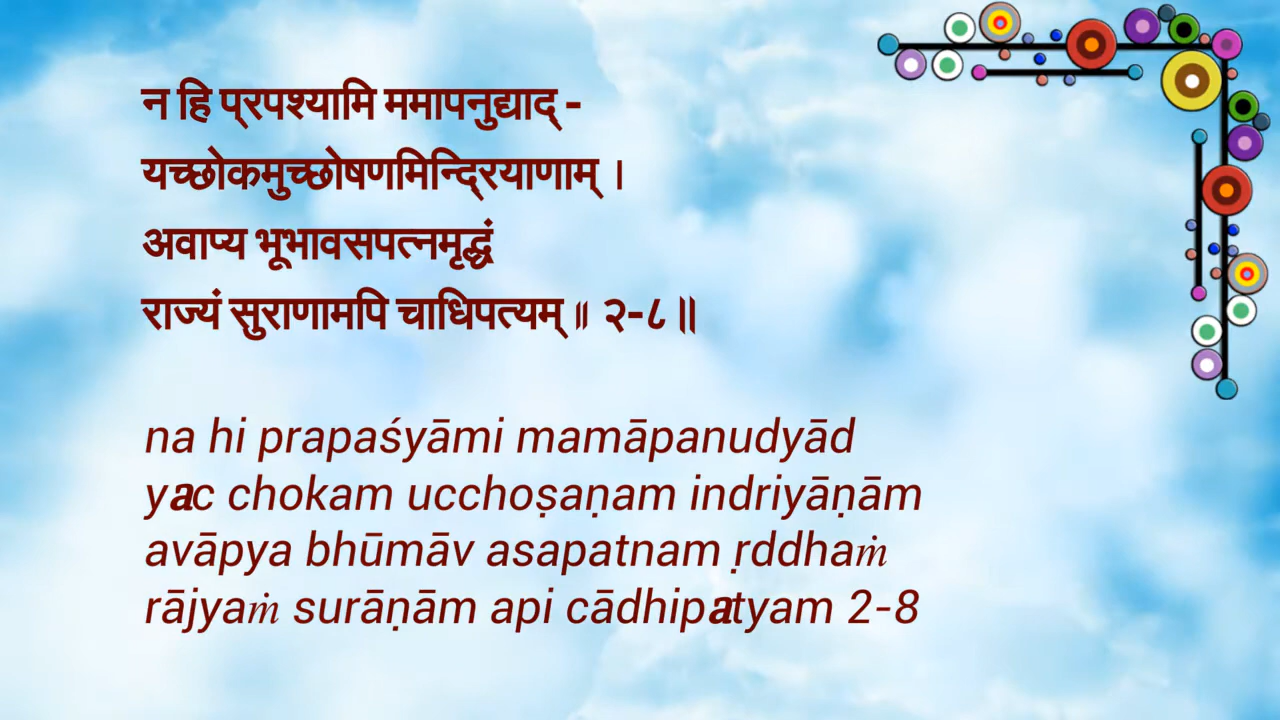 न हि प्रपश्यामि ममापनुद्याद् -
यच्छोकमुच्छोषणमिन्द्रियाणाम् ।
अवाप्य भूभावसपत्नमृद्धं
राज्यं सुराणामपि चाधिपत्यम् ॥ २-८॥
na hi prapaśyāmi mamāpanudyād
yac chokam ucchoṣaṇam indriyāṇām
avāpya bhūmāv asapatnam ṛddhaṁ
rājyaṁ surāṇām api cādhipatyam 2-8